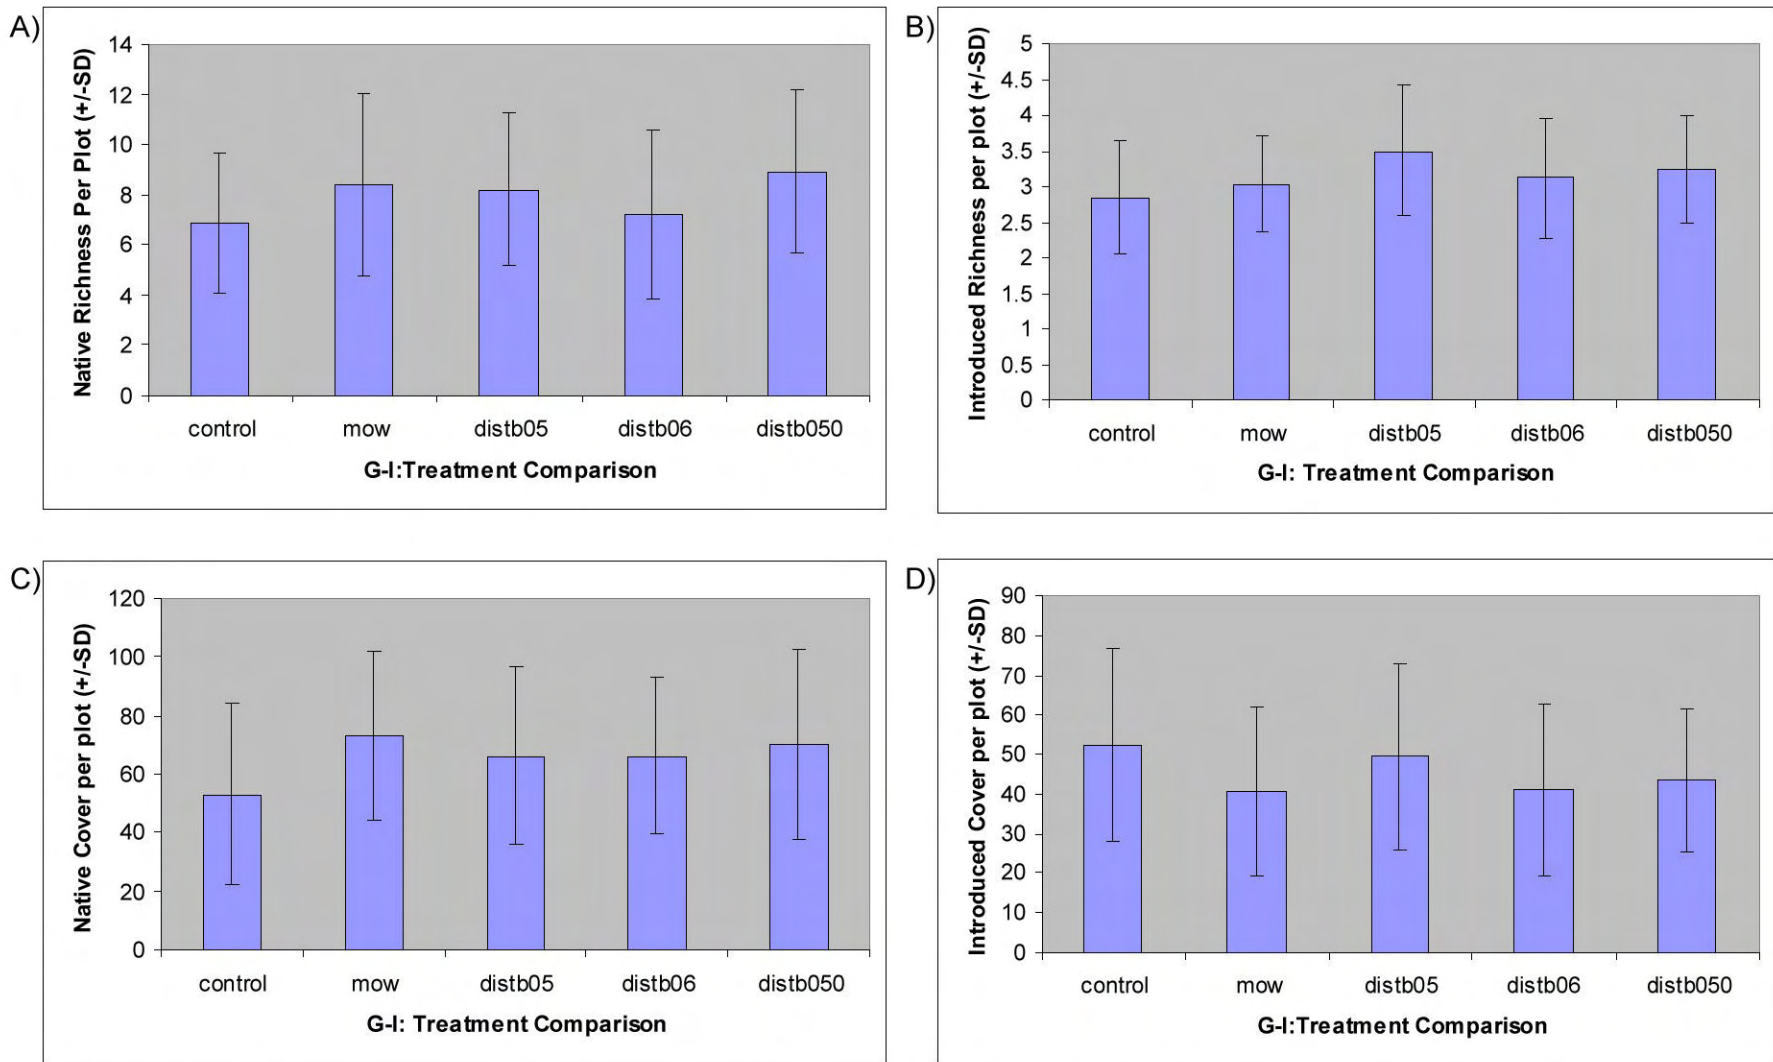 A)
Native Richness Per Plot (+/-SD)
14
12
10
8
6
4
2
0
control mow distb05 distb06 distb050
G-I:Treatment Comparison
B)
Introduced Richness per plot (+/-SD)
5
4.5
4
3.5
3
2.5
2
1.5
1
0.5
0
control mow distb05 distb06 distb050
G-I: Treatment Comparison
C)
Native Cover per plot (+/-SD)
120
100
80
60
40
20
0
control mow distb05 distb06 distb050
G-I: Treatment Comparison
D)
Introduced Cover per plot (+/-SD)
90
80
70
60
50
40
30
20
10
0
control mow distb05 distb06 distb050
G-I:Treatment Comparison